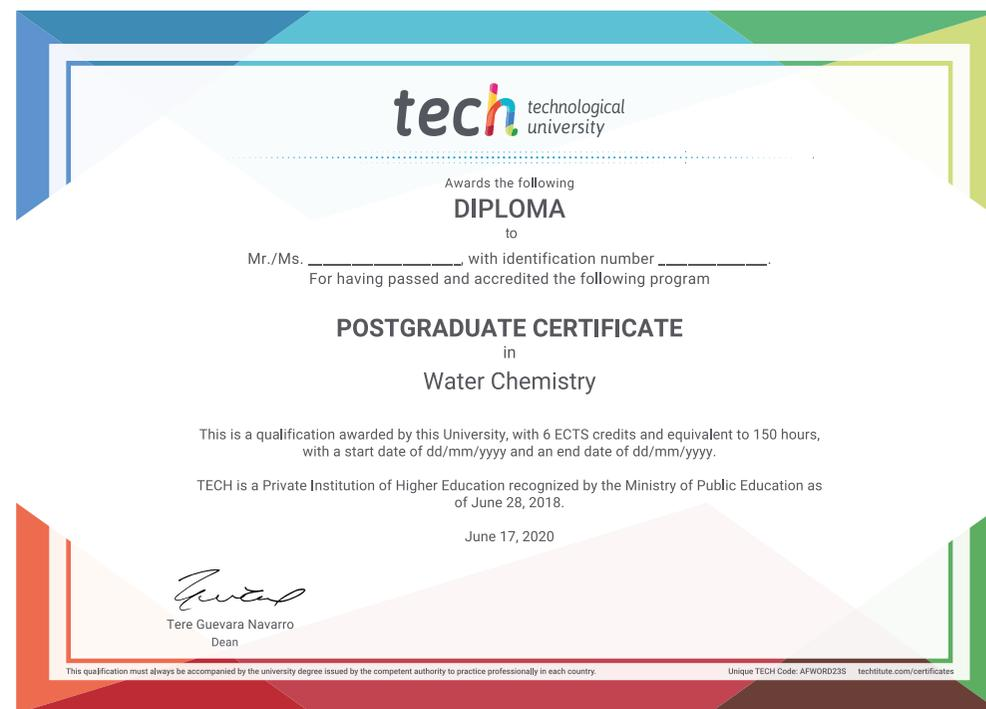 tech technological
university
Awards the following
DIPLOMA
to
Mr./Ms. ____________________, with identification number ______________.
For having passed and accredited the following program
POSTGRADUATE CERTIFICATE
in
Water Chemistry
This is a qualification awarded by this University, with 6 ECTS credits and equivalent to 150 hours,
with a start date of dd/mm/yyyy and an end date of dd/mm/yyyy.
TECH is a Private Institution of Higher Education recognized by the Ministry of Public Education as
of June 28, 2018.
June 17, 2020
Tere Guevara Navarro
Dean
This qualification must always be accompanied by the university degree issued by the competent authority to practice professionally in each country.
Unique TECH Code: AFWORD23S techtitute.com/certificates